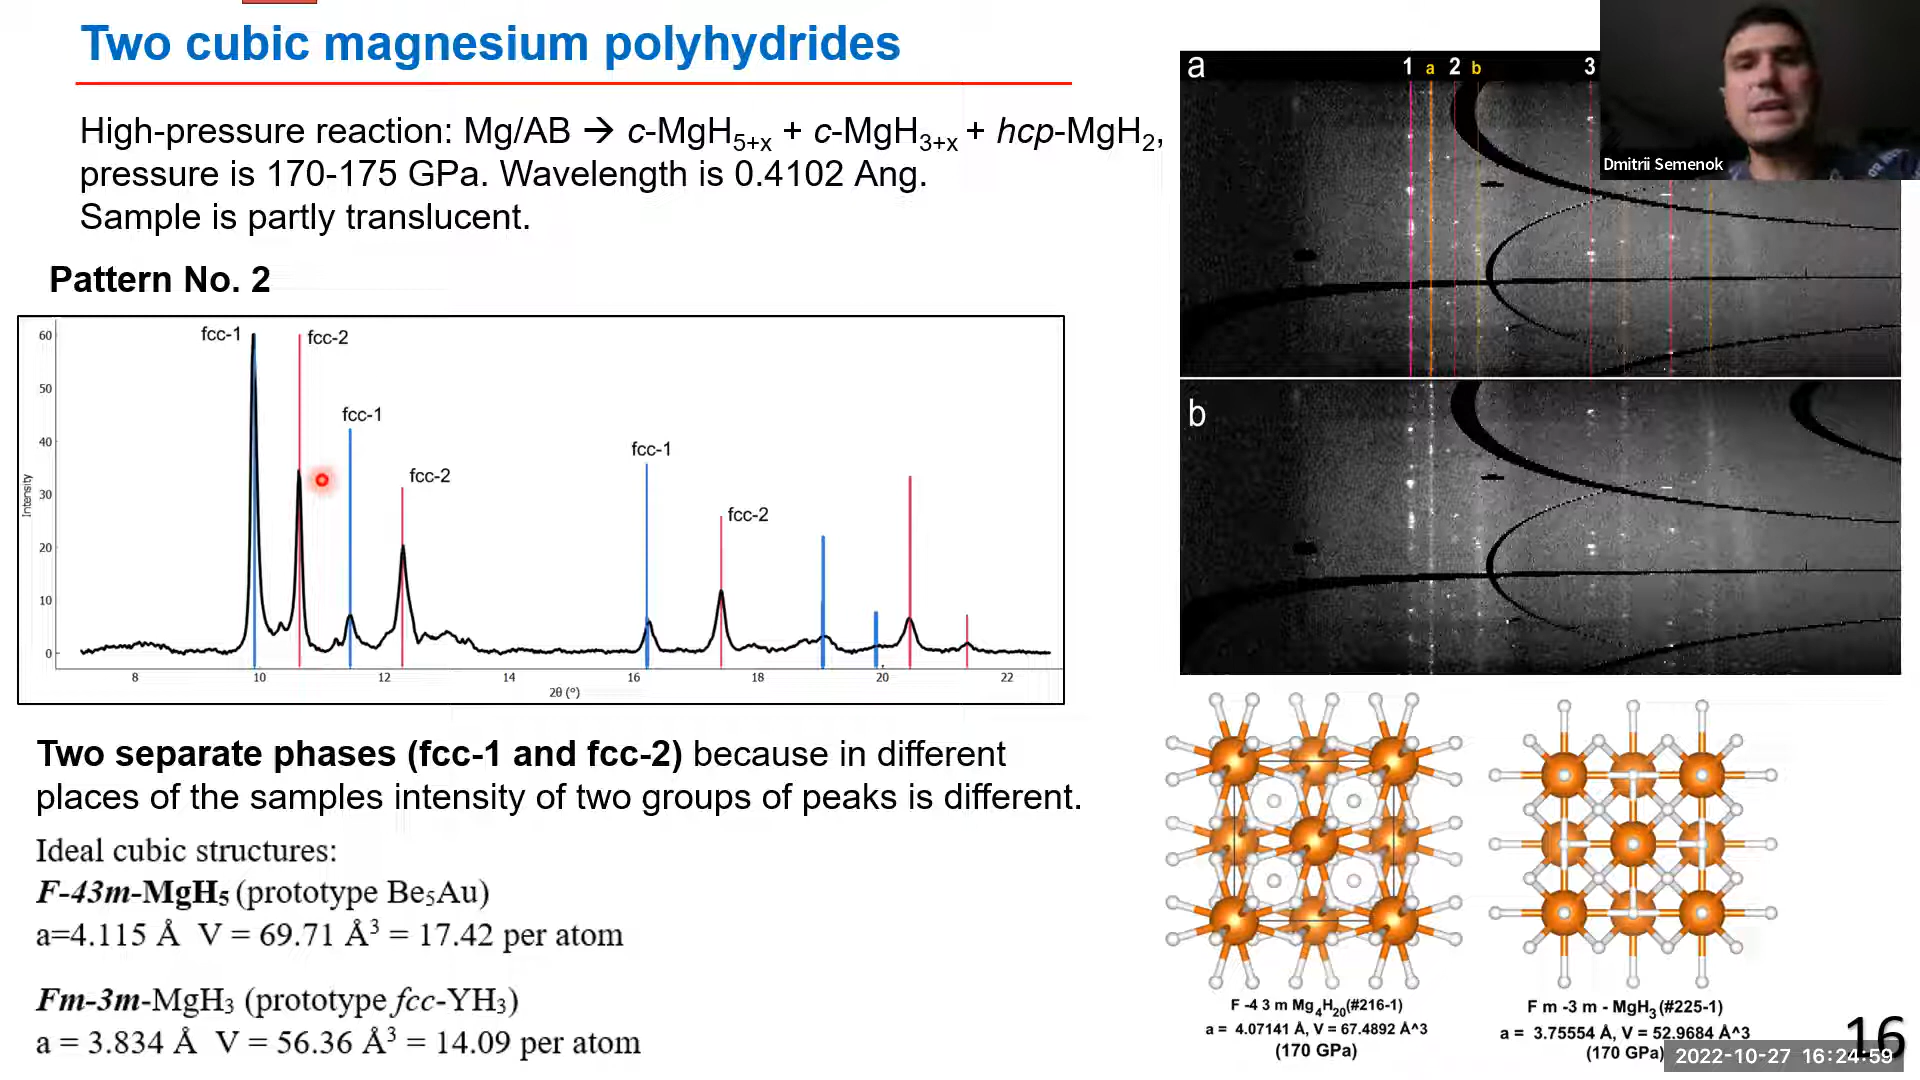 Two cubic magnesium polyhydrides
High-pressure reaction: Mg/AB → c-MgH5+x + c-MgH3+x + hcp-MgH2,
pressure is 170-175 GPa. Wavelength is 0.4102 Ang.
Sample is partly translucent.
Pattern No. 2
fcc-1
fcc-2
fcc-1
fcc-2
fcc-1
fcc-2
Intensity
60
50
40
30
20
10
0
8 10 12 14 16 18 20 22
2θ (º)
Two separate phases (fcc-1 and fcc-2) because in different
places of the samples intensity of two groups of peaks is different.
Ideal cubic structures:
F-43m-MgH5 (prototype Be5Au)
a=4.115 Å V = 69.71 Å3 = 17.42 per atom
Fm-3m-MgH3 (prototype fcc-YH3)
a = 3.834 Å V = 56.36 Å3 = 14.09 per atom
a
1 a 2 b 3
Dmitrii Semenok
b
F -4 3 m Mg4H20(#216-1)
a = 4.07141 Å, V = 67.4892 Å^3
(170 GPa)
F m -3 m - MgH3 (#225-1)
a = 3.75554 Å, V = 52.9684 Å^3
(170 GPa)
16
2022-10-27 16:24:59